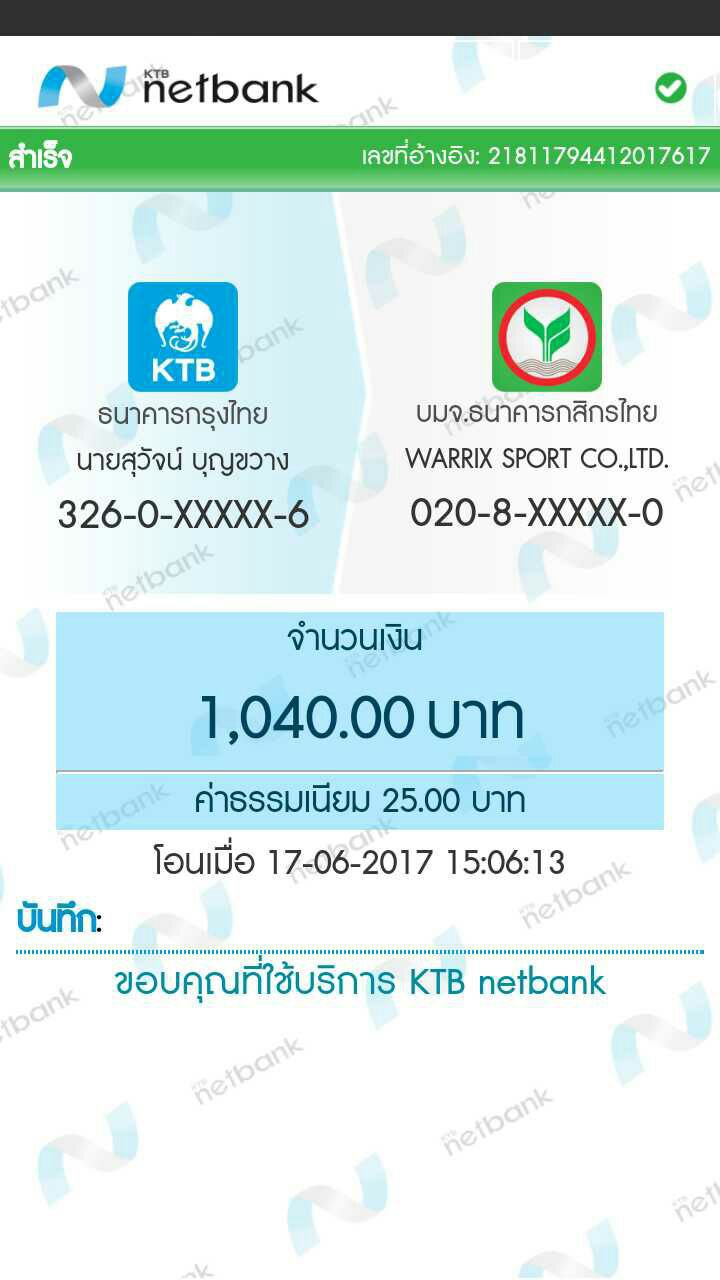 KTB netbank
สำเร็จ เลขที่อ้างอิง: 21811794412017617
KTB
ธนาคารกรุงไทย
นายสุวัจน์ บุญขวาง
326-0-XXXXX-6
บมจ.ธนาคารกสิกรไทย
WARRIX SPORT CO.,LTD.
020-8-XXXXX-0
จำนวนเงิน
1,040.00 บาท
ค่าธรรมเนียม 25.00 บาท
โอนเมื่อ 17-06-2017 15:06:13
บันทึก:
ขอบคุณที่ใช้บริการ KTB netbank